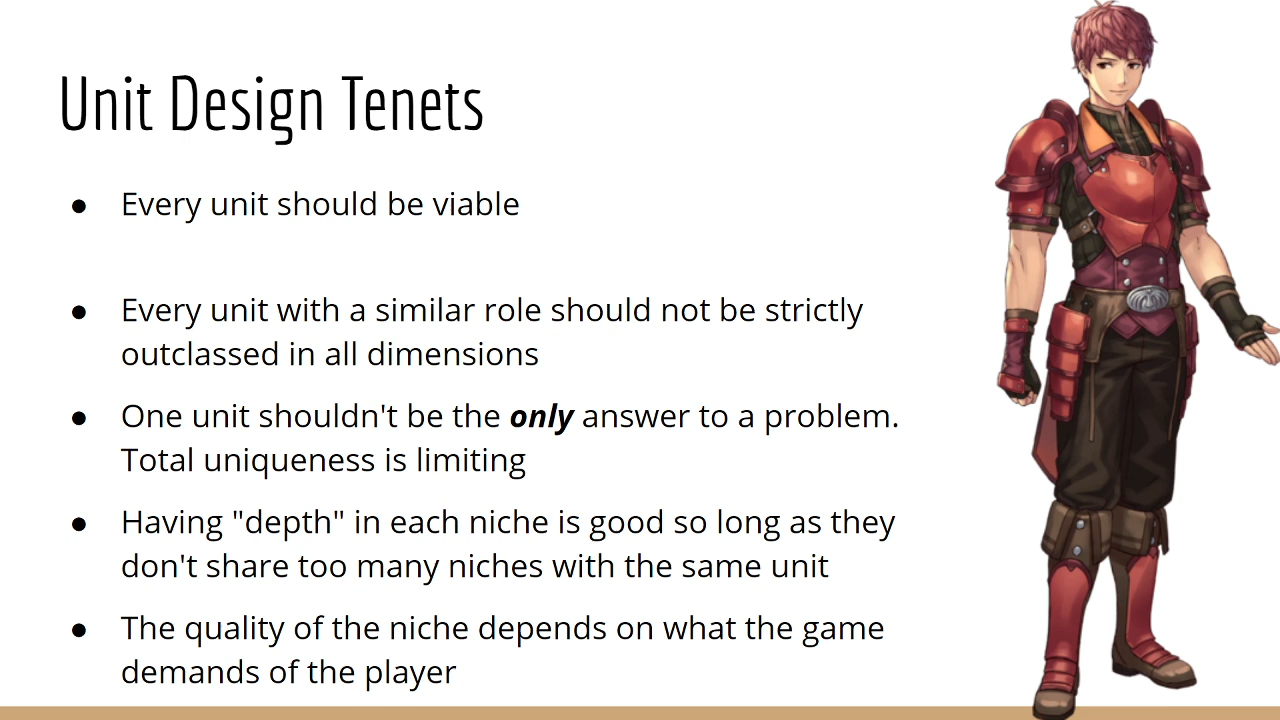 Unit Design Tenets
● Every unit should be viable
● Every unit with a similar role should not be strictly
outclassed in all dimensions
● One unit shouldn't be the only answer to a problem.
Total uniqueness is limiting
● Having "depth" in each niche is good so long as they
don't share too many niches with the same unit
● The quality of the niche depends on what the game
demands of the player